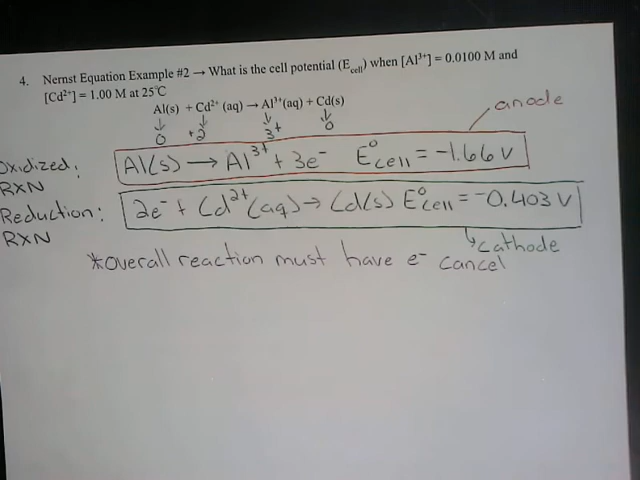 4. Nernst Equation Example #2 → What is the cell potential (Ecell) when [Al³⁺] = 0.0100 M and
[Cd²⁺] = 1.00 M at 25°C
Al(s) + Cd²⁺ (aq) → Al³⁺(aq) + Cd(s)
anode
0 +2 3+ 0
Oxidized:
RXN
Al(s) → Al³⁺ + 3e⁻ E°cell = -1.66 V
Reduction:
RXN
2e⁻ + Cd²⁺(aq) → Cd(s) E°cell = -0.403 V
cathode
*overall reaction must have e⁻ cancel